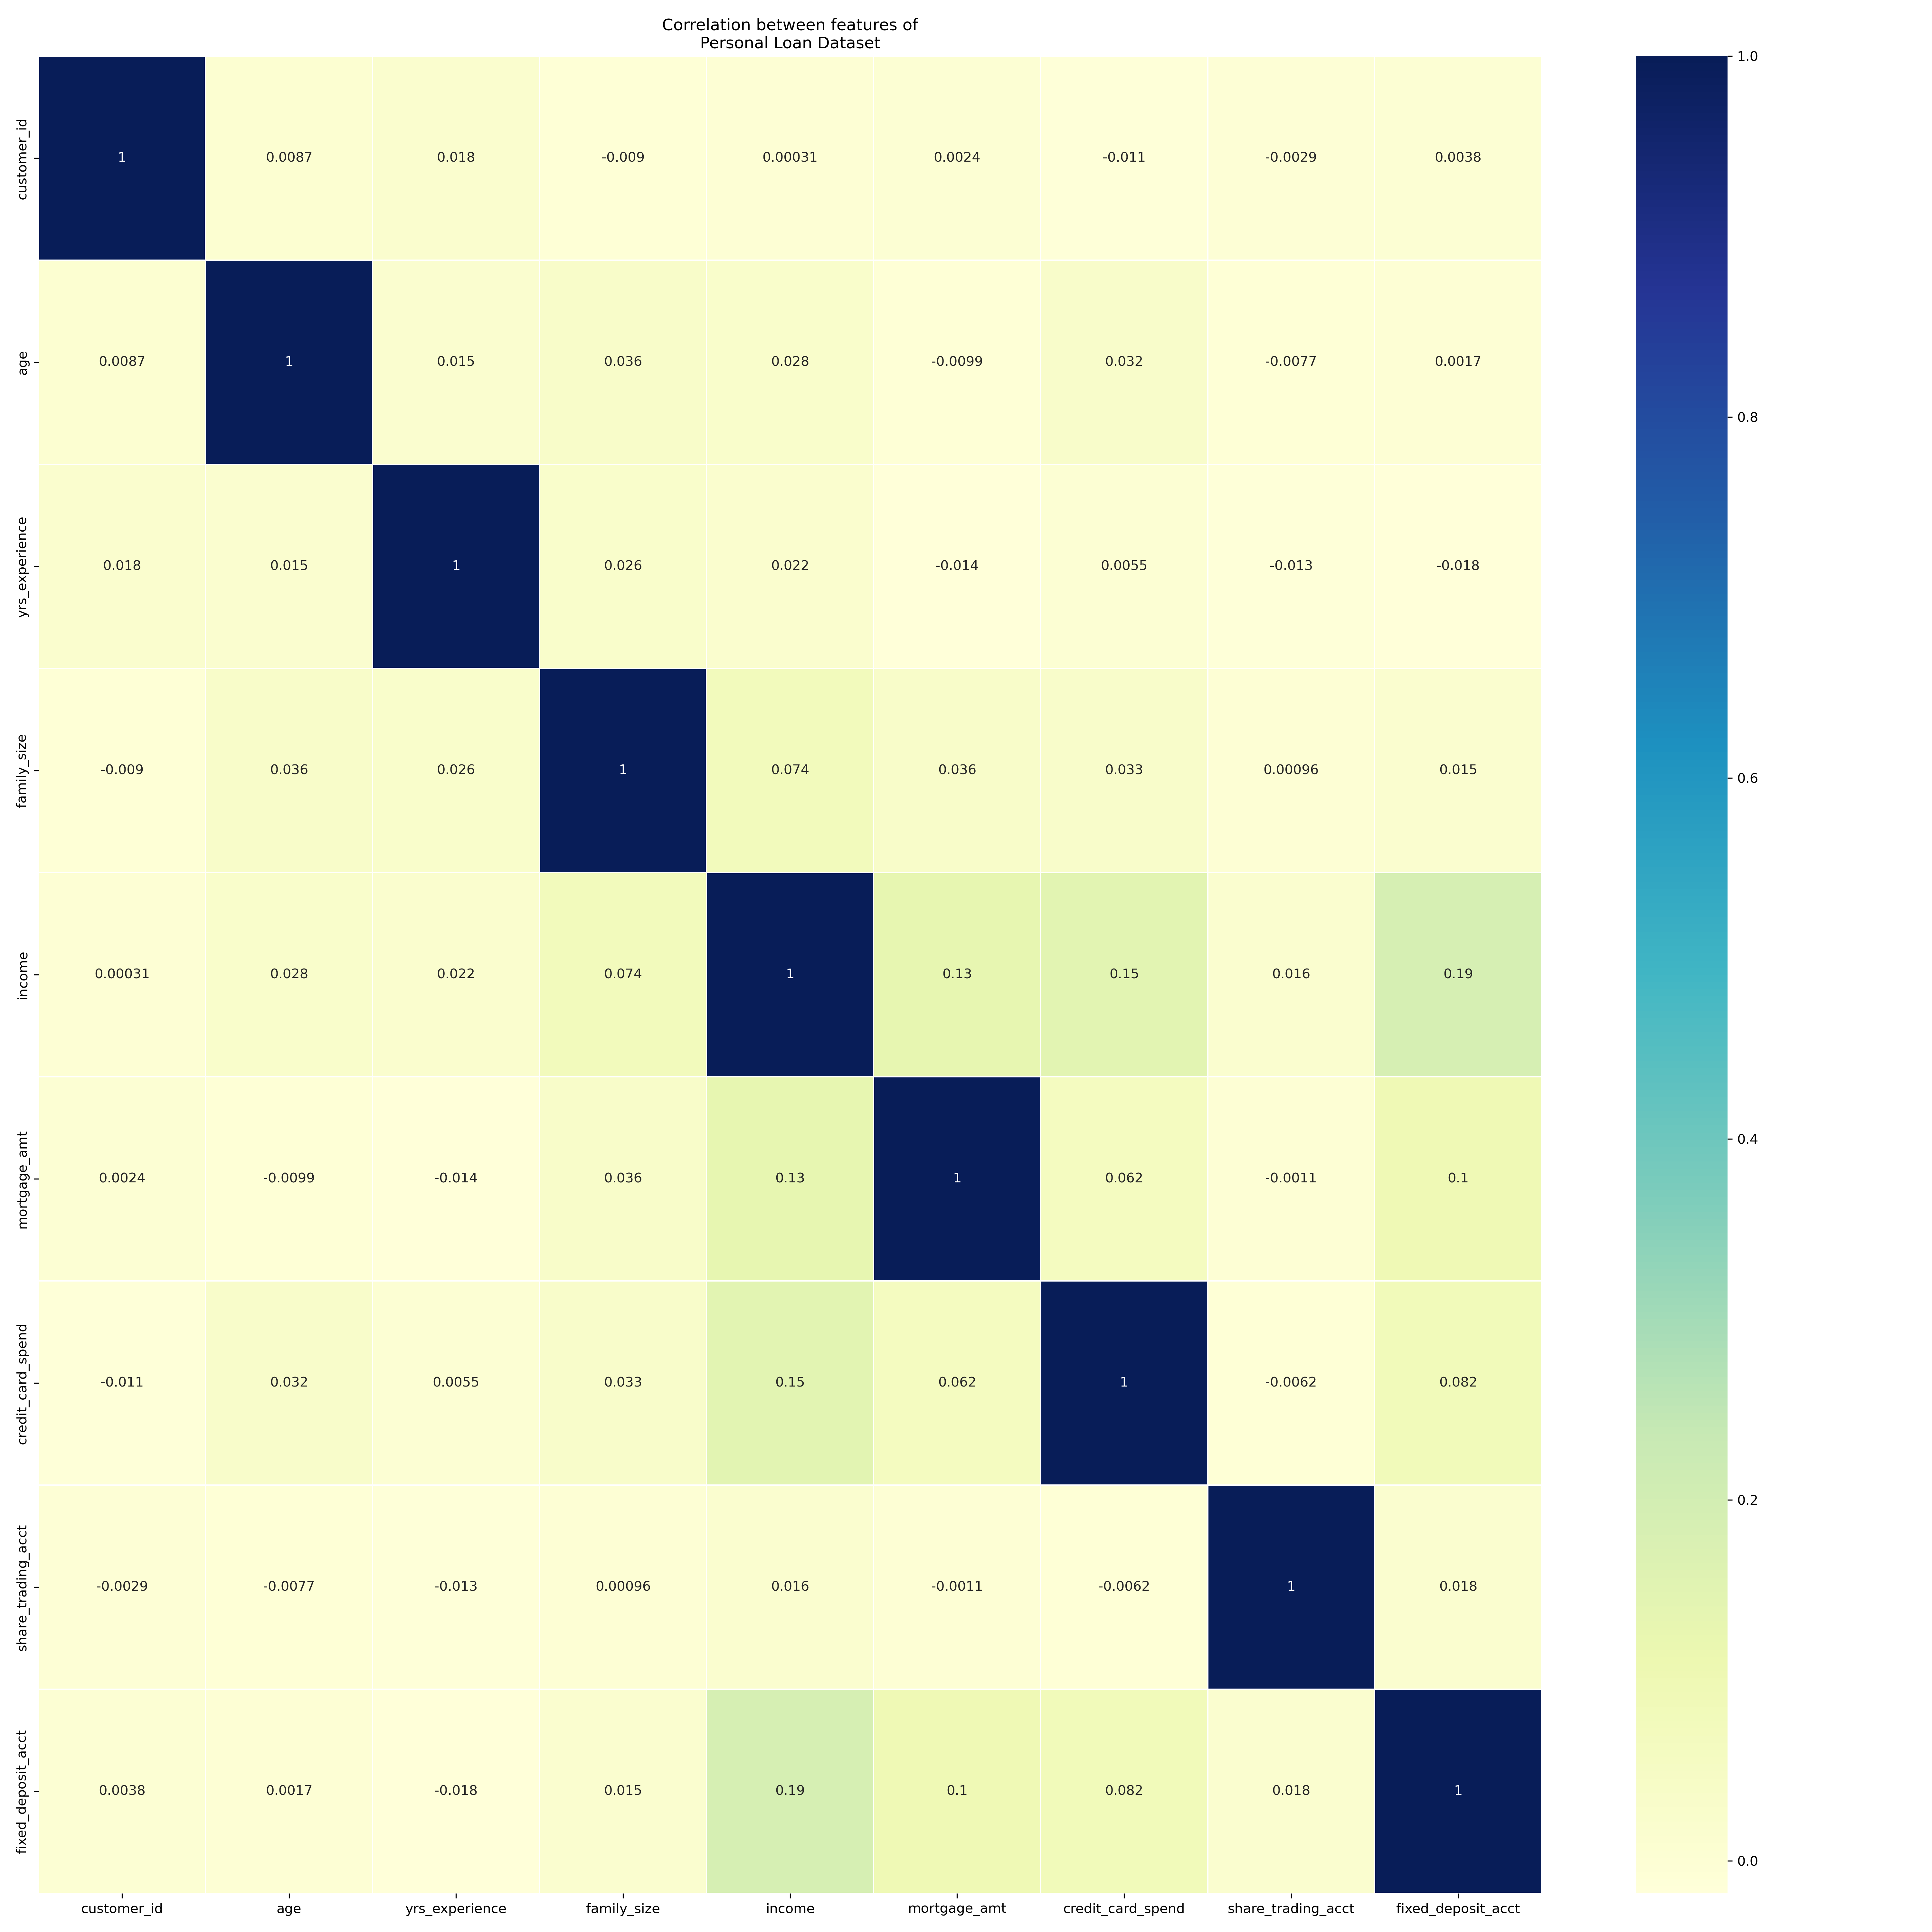 Correlation between features of
Personal Loan Dataset
customer_id 1 0.0087 0.018 -0.009 0.00031 0.0024 -0.011 -0.0029 0.0038
age 0.0087 1 0.015 0.036 0.028 -0.0099 0.032 -0.0077 0.0017
yrs_experience 0.018 0.015 1 0.026 0.022 -0.014 0.0055 -0.013 -0.018
family_size -0.009 0.036 0.026 1 0.074 0.036 0.033 0.00096 0.015
income 0.00031 0.028 0.022 0.074 1 0.13 0.15 0.016 0.19
mortgage_amt 0.0024 -0.0099 -0.014 0.036 0.13 1 0.062 -0.0011 0.1
credit_card_spend -0.011 0.032 0.0055 0.033 0.15 0.062 1 -0.0062 0.082
share_trading_acct -0.0029 -0.0077 -0.013 0.00096 0.016 -0.0011 -0.0062 1 0.018
fixed_deposit_acct 0.0038 0.0017 -0.018 0.015 0.19 0.1 0.082 0.018 1
customer_id age yrs_experience family_size income mortgage_amt credit_card_spend share_trading_acct fixed_deposit_acct
1.0
0.8
0.6
0.4
0.2
0.0